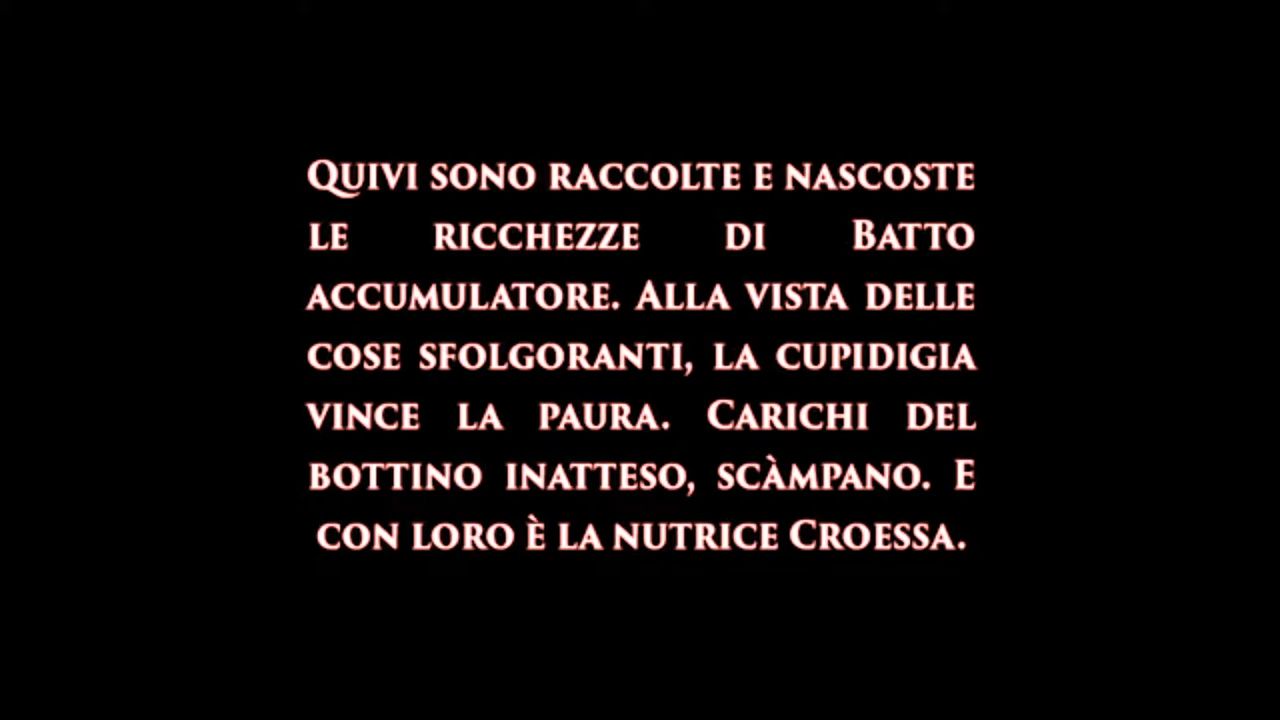 Quivi sono raccolte e nascoste
le ricchezze di Batto
accumulatore. Alla vista delle
cose sfolgoranti, la cupidigia
vince la paura. Carichi del
bottino inatteso, scàmpano. E
con loro è la nutrice Croessa.